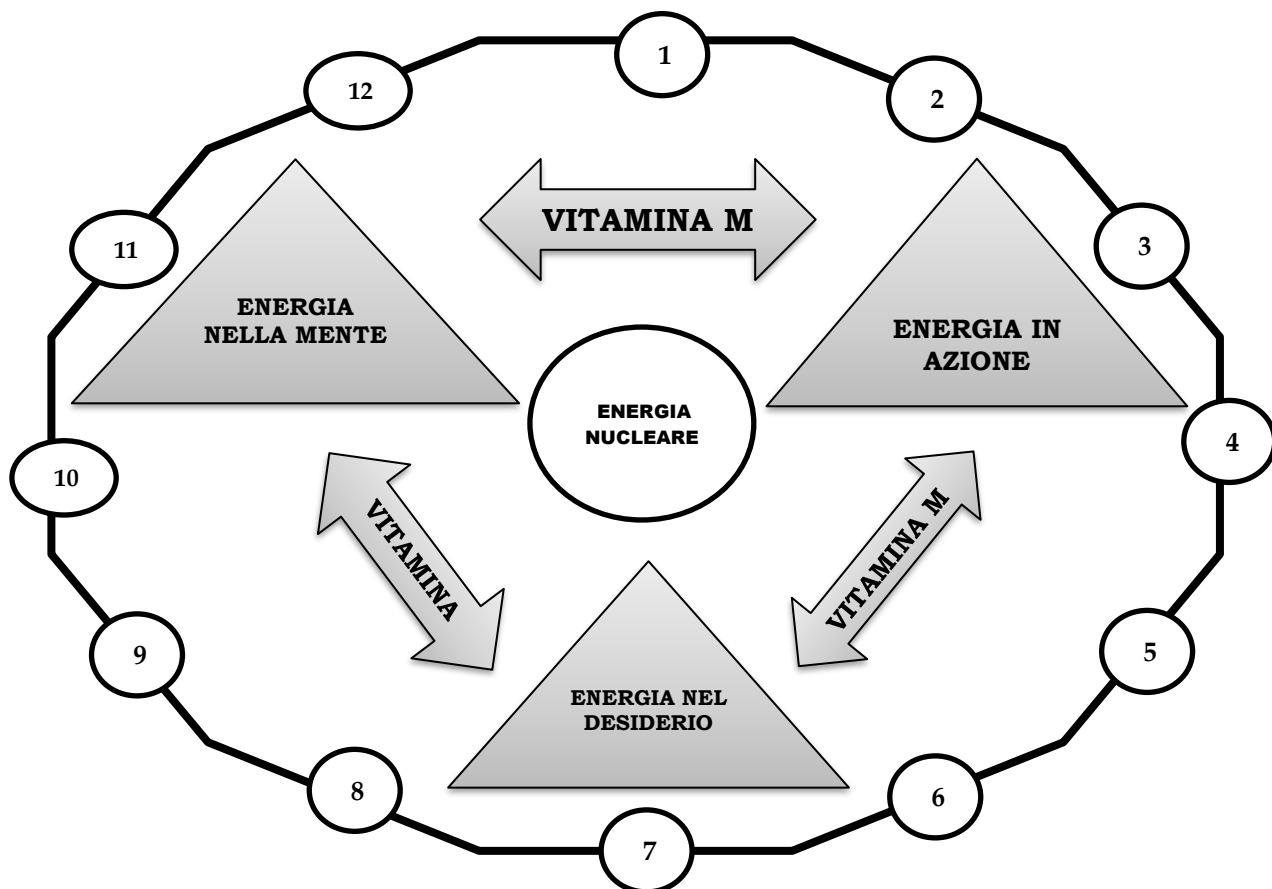 1
2
3
4
5
6
7
8
9
10
11
12
VITAMINA M
ENERGIA
NELLA MENTE
ENERGIA IN
AZIONE
ENERGIA
NUCLEARE
VITAMINA
VITAMINA M
ENERGIA NEL
DESIDERIO